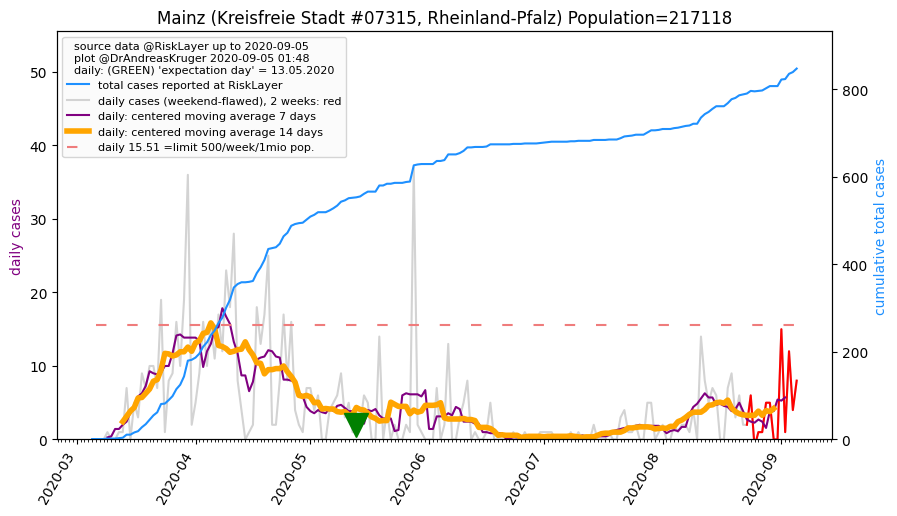 Mainz (Kreisfreie Stadt #07315, Rheinland-Pfalz) Population=217118
source data @RiskLayer up to 2020-09-05
plot @DrAndreasKruger 2020-09-05 01:48
daily: (GREEN) 'expectation day' = 13.05.2020
total cases reported at RiskLayer
daily cases (weekend-flawed), 2 weeks: red
daily: centered moving average 7 days
daily: centered moving average 14 days
daily 15.51 =limit 500/week/1mio pop.
daily cases
50
40
30
20
10
0
cumulative total cases
800
600
400
200
0
2020-03
2020-04
2020-05
2020-06
2020-07
2020-08
2020-09